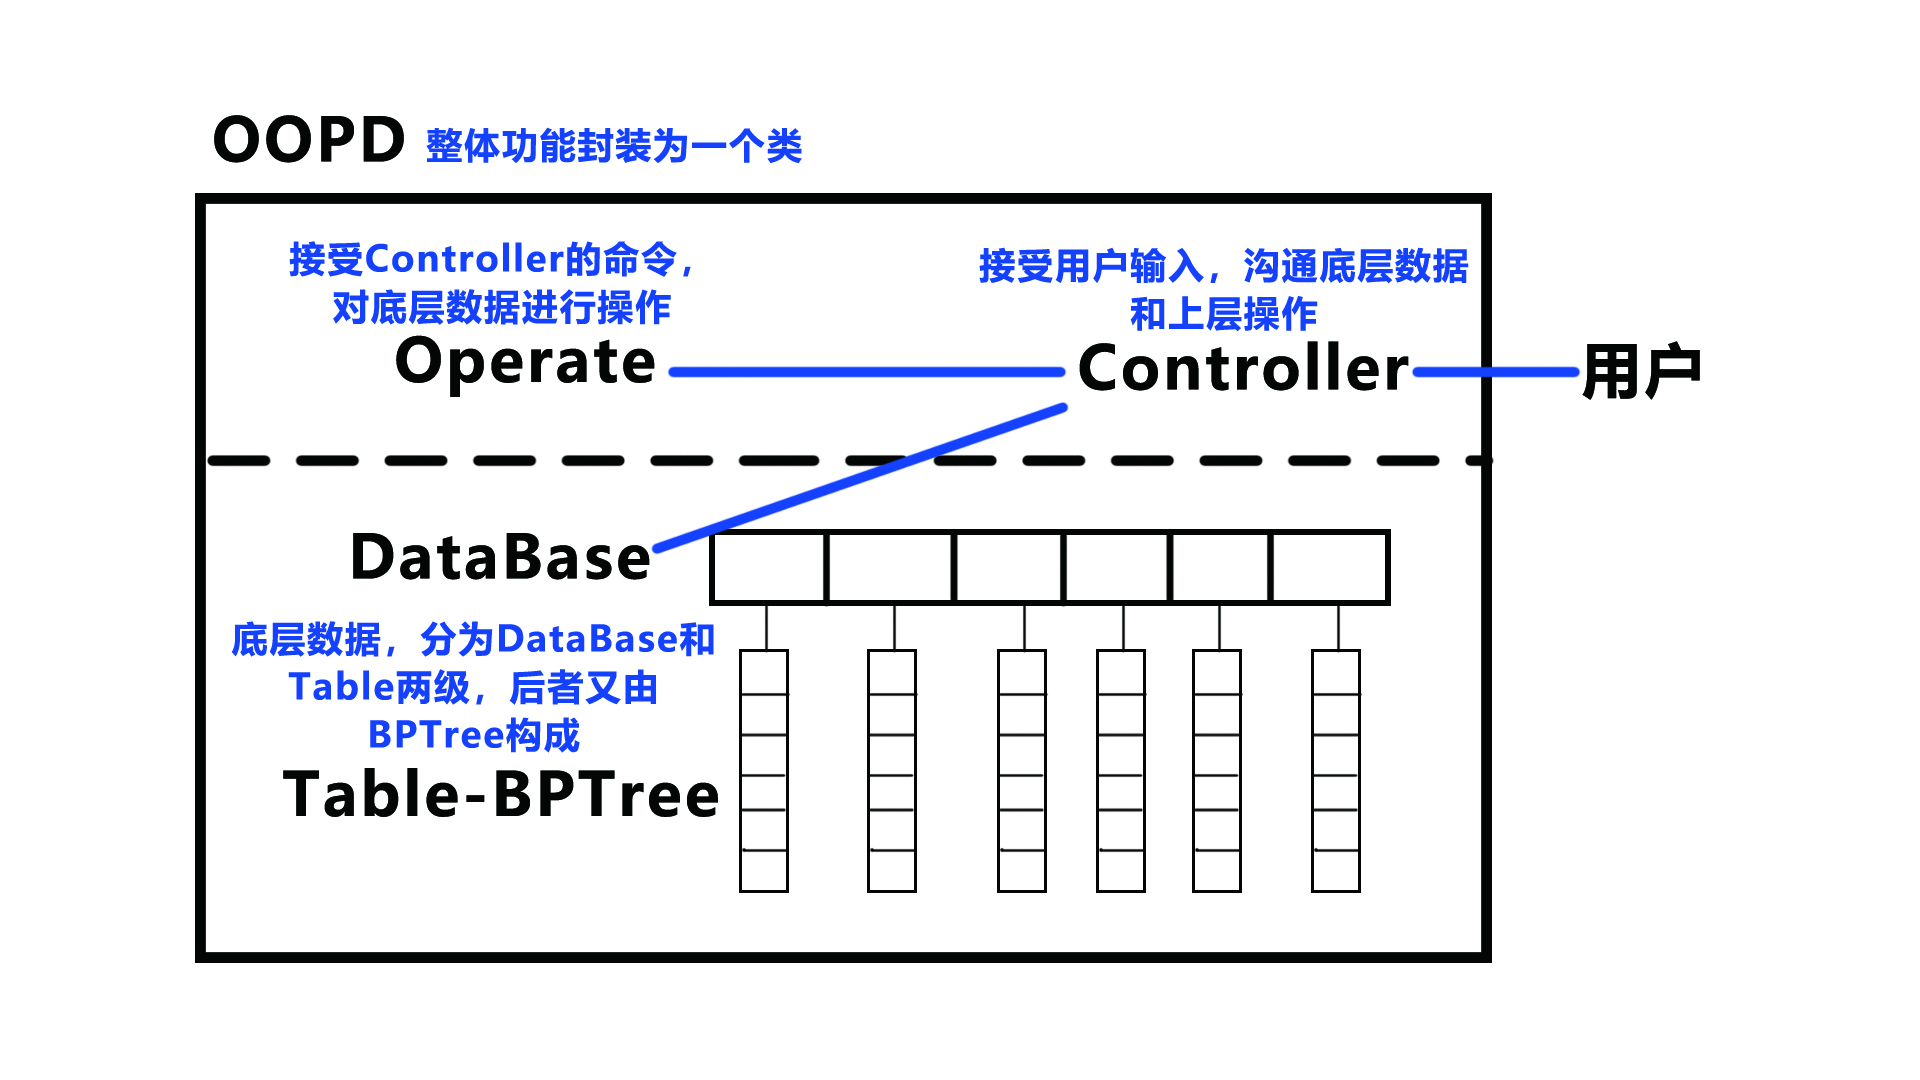 OOPD 整体功能封装为一个类
接受Controller的命令,
对底层数据进行操作
Operate
接受用户输入，沟通底层数据
和上层操作
Controller
用户
DataBase
底层数据，分为DataBase和
Table两级，后者又由
BPTree构成
Table-BPTree